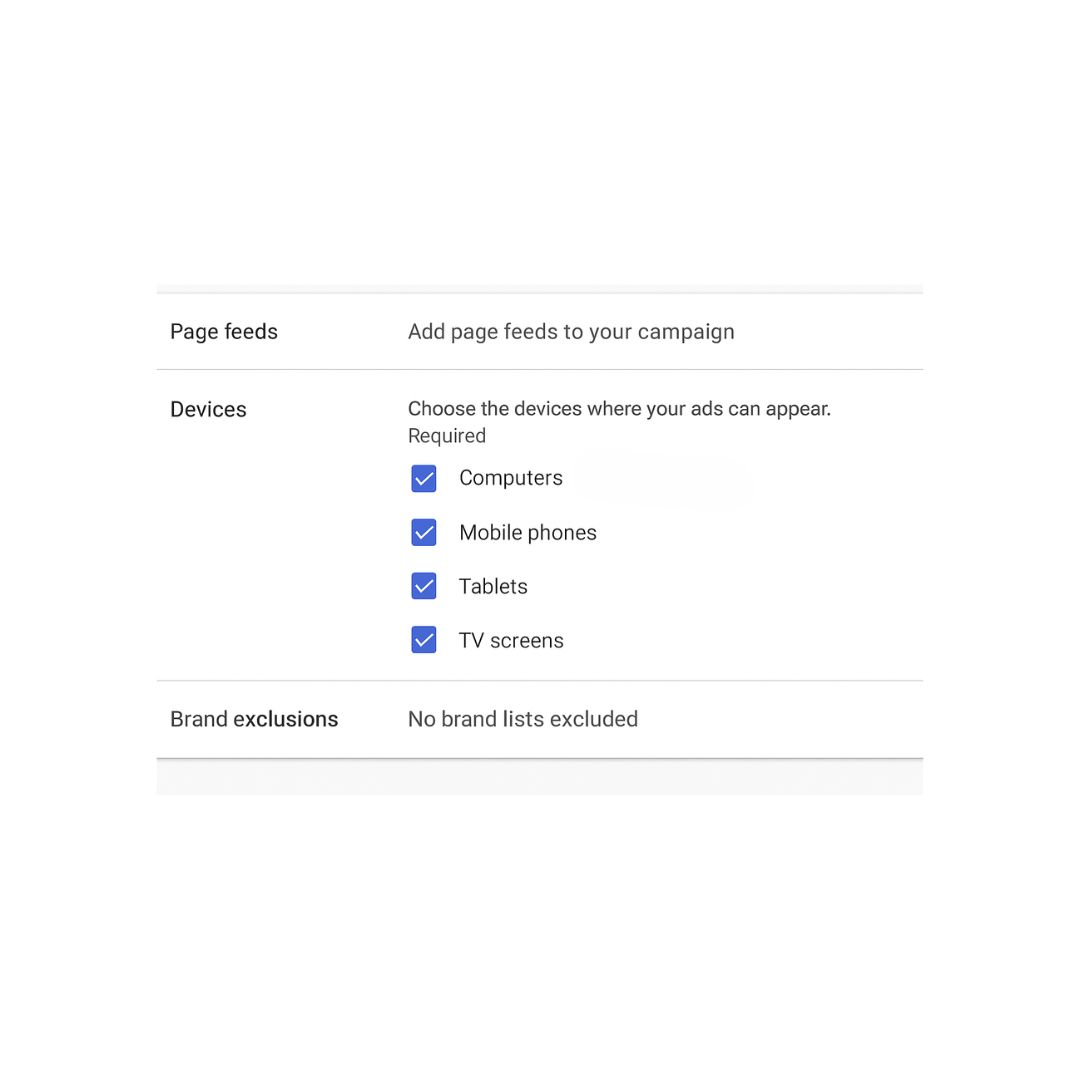 Page feeds
Add page feeds to your campaign
Devices
Choose the devices where your ads can appear.
Required
Computers
Mobile phones
Tablets
TV screens
Brand exclusions
No brand lists excluded